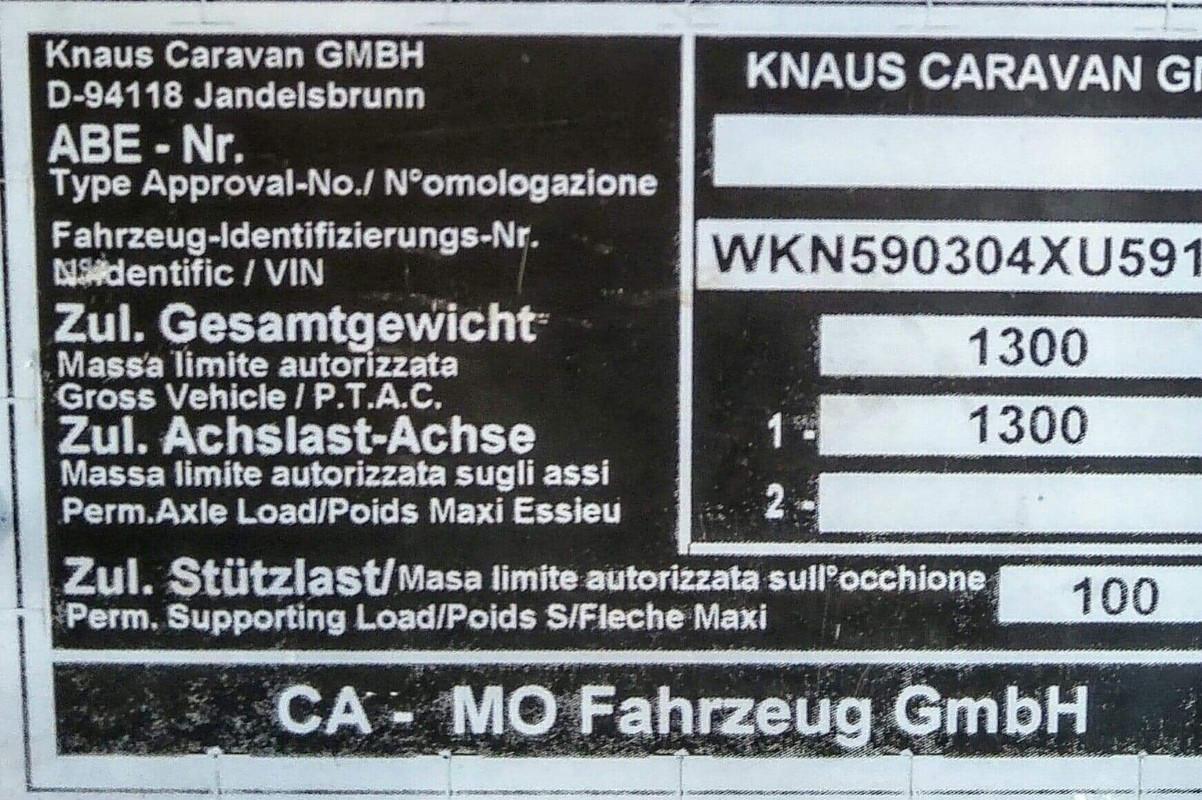 Knaus Caravan GMBH
D-94118 Jandelsbrunn
KNAUS CARAVAN
ABE - Nr.
Type Approval-No./ N°omologazione
Fahrzeug-Identifizierungs-Nr.
identific / VIN
WKN590304XU591
Zul. Gesamtgewicht
Massa limite autorizzata
Gross Vehicle / P.T.A.C.
1300
Zul. Achslast-Achse
Massa limite autorizzata sugli assi
Perm.Axle Load/Poids Maxi Essieu
1 - 1300
2 -
Zul. Stützlast/Masa limite autorizzata sull°occhione
Perm. Supporting Load/Poids S/Fleche Maxi
100
CA - MO Fahrzeug GmbH